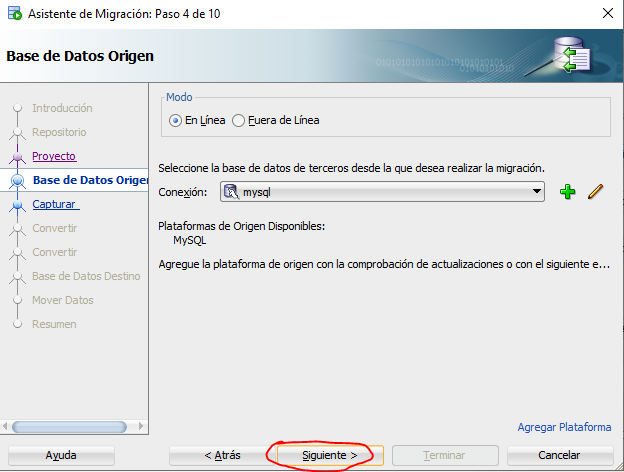 Asistente de Migración: Paso 4 de 10
Base de Datos Origen
Introducción
Repositorio
Proyecto
Base de Datos Origen
Capturar
Convertir
Convertir
Base de Datos Destino
Mover Datos
Resumen
Modo
En Línea
Fuera de Línea
Seleccione la base de datos de terceros desde la que desea realizar la migración.
Conexión: mysql
Plataformas de Origen Disponibles:
MySQL
Agregue la plataforma de origen con la comprobación de actualizaciones o con el siguiente e...
Agregar Plataforma
Ayuda
< Atrás
Siguiente >
Terminar
Cancelar